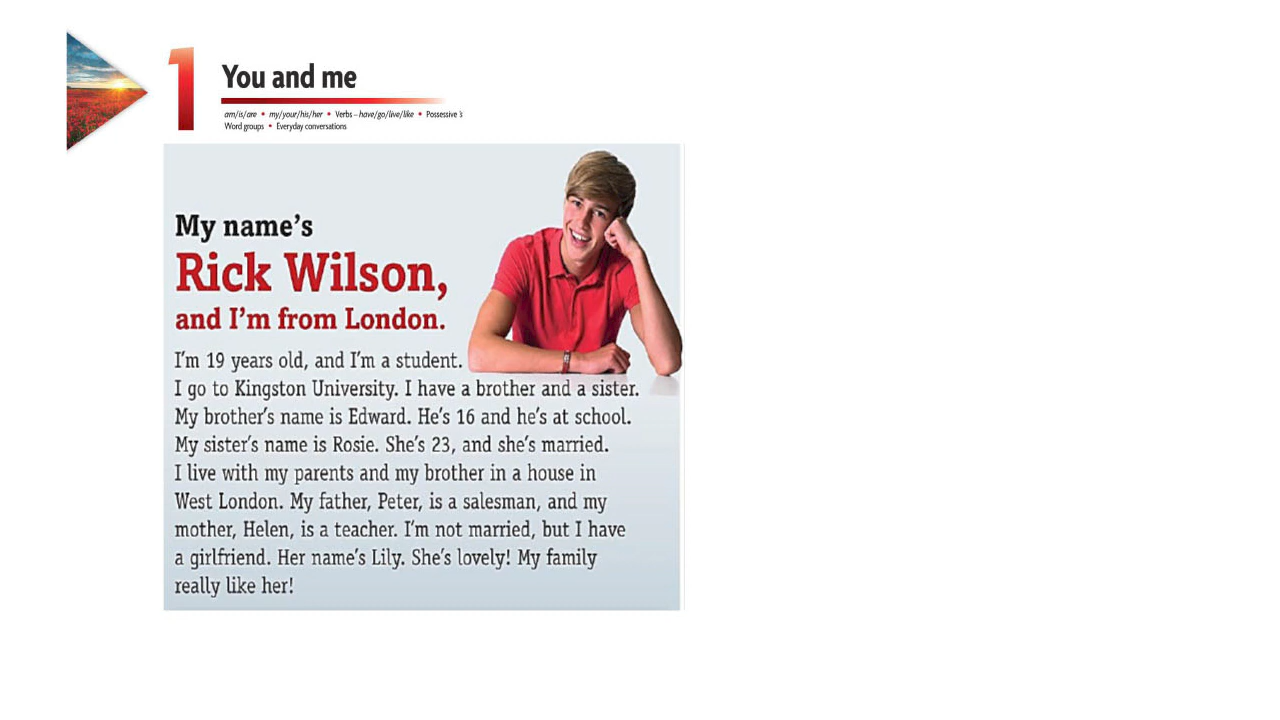 1
You and me
am/is/are • my/your/his/her • Verbs – have/go/live/like • Possessive 's
Word groups • Everyday conversations
My name's
Rick Wilson,
and I'm from London.
I'm 19 years old, and I'm a student.
I go to Kingston University. I have a brother and a sister.
My brother's name is Edward. He's 16 and he's at school.
My sister's name is Rosie. She's 23, and she's married.
I live with my parents and my brother in a house in
West London. My father, Peter, is a salesman, and my
mother, Helen, is a teacher. I'm not married, but I have
a girlfriend. Her name's Lily. She's lovely! My family
really like her!